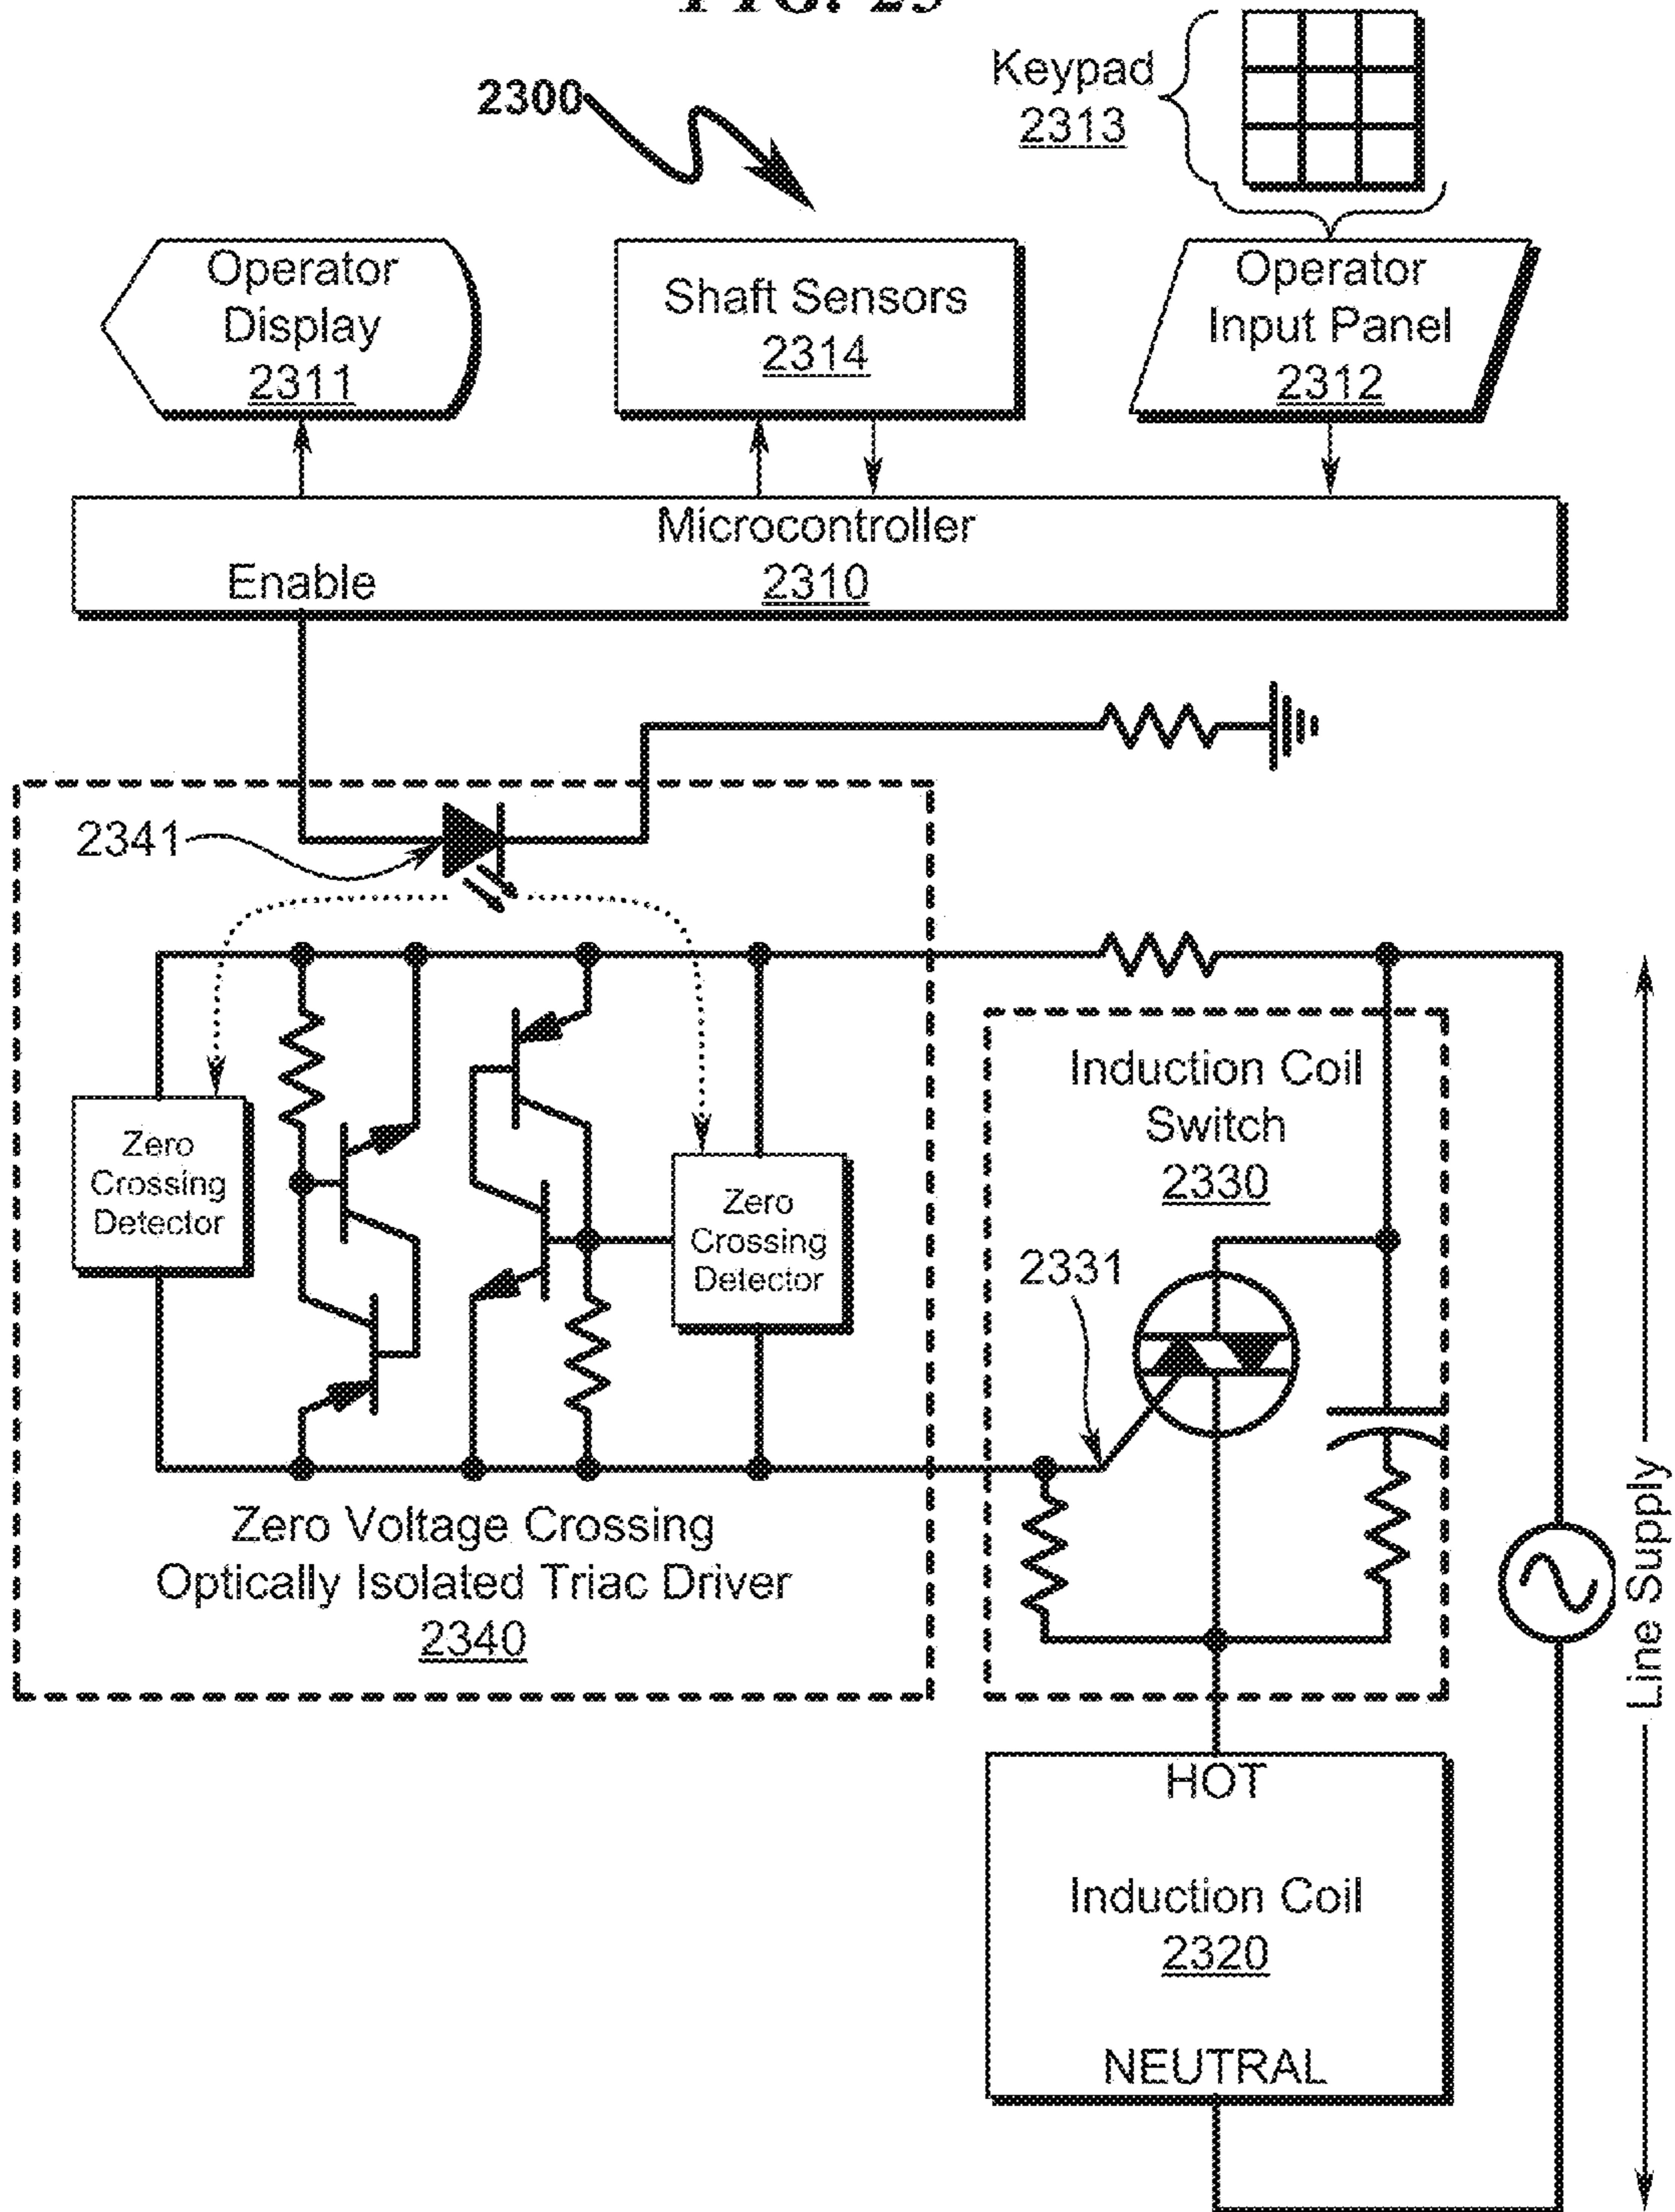 FIG. 23
2300
Keypad
2313
Operator
Display
2311
Shaft Sensors
2314
Operator
Input Panel
2312
Microcontroller
2310
Enable
2341
Zero
Crossing
Detector
Zero
Crossing
Detector
Induction Coil
Switch
2330
2331
Zero Voltage Crossing
Optically Isolated Triac Driver
2340
Line Supply
HOT
Induction Coil
2320
NEUTRAL